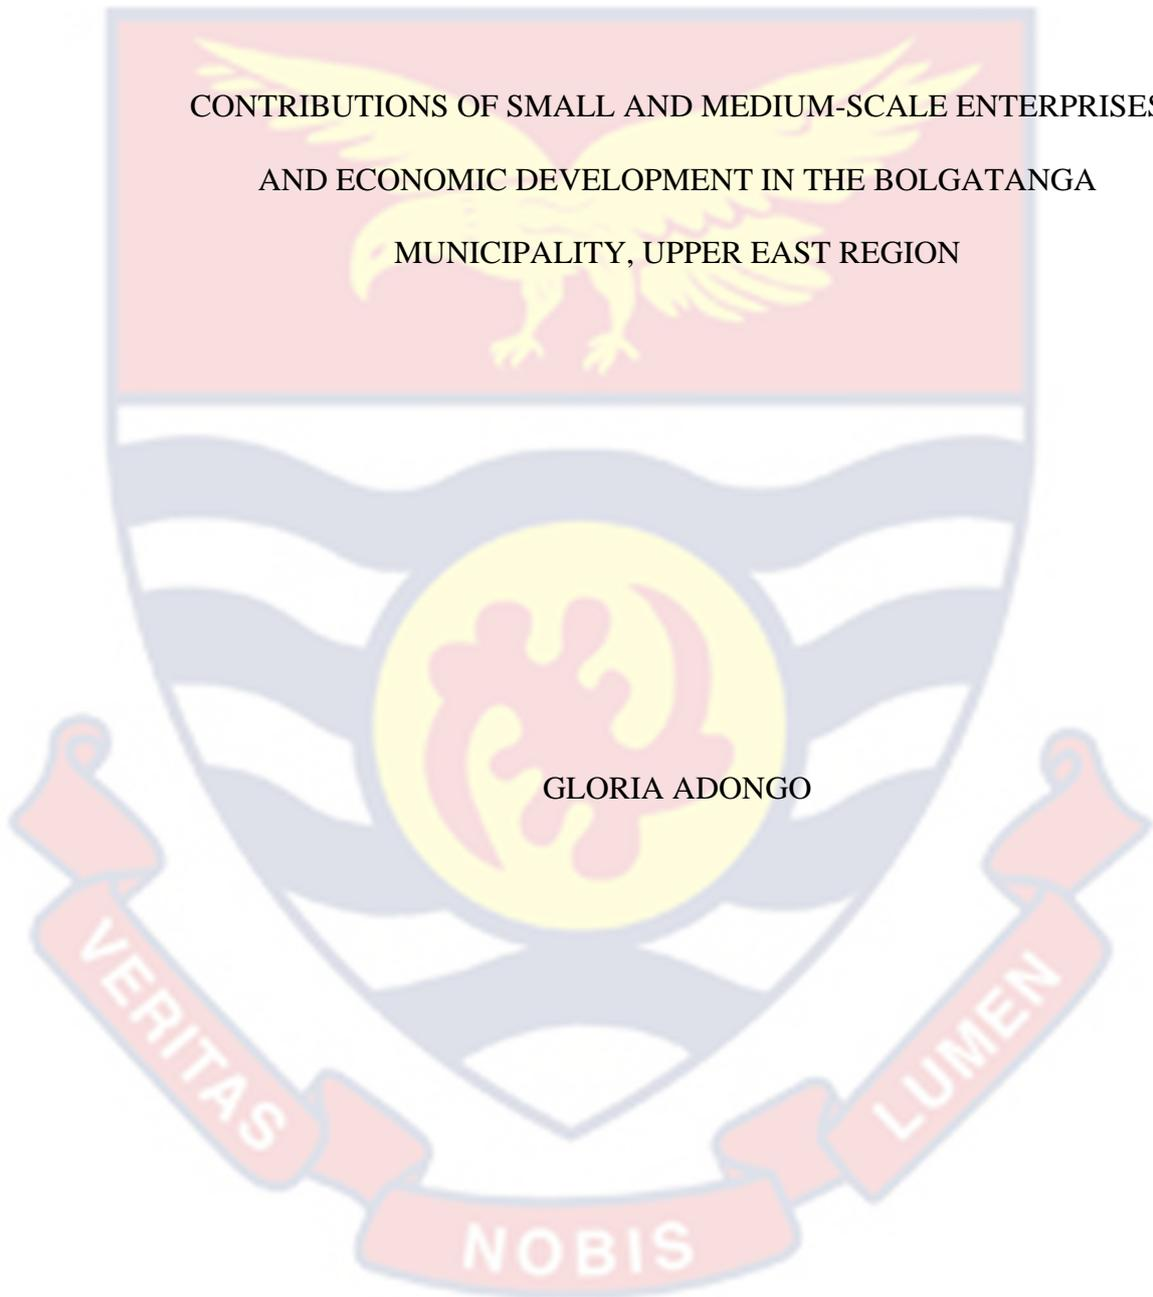 CONTRIBUTIONS OF SMALL AND MEDIUM-SCALE ENTERPRISES
AND ECONOMIC DEVELOPMENT IN THE BOLGATANGA
MUNICIPALITY, UPPER EAST REGION
GLORIA ADONGO
VERITAS
NOBIS
LUMEN